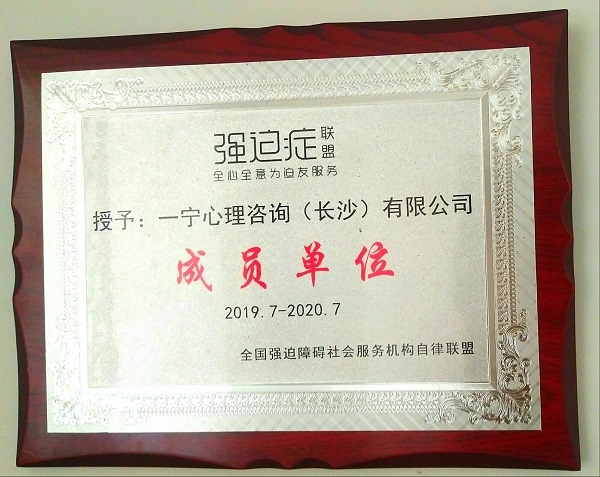 强迫症联盟
全心全意为迫友服务
授予：一宁心理咨询（长沙）有限公司
成员单位
2019.7-2020.7
全国强迫障碍社会服务机构自律联盟